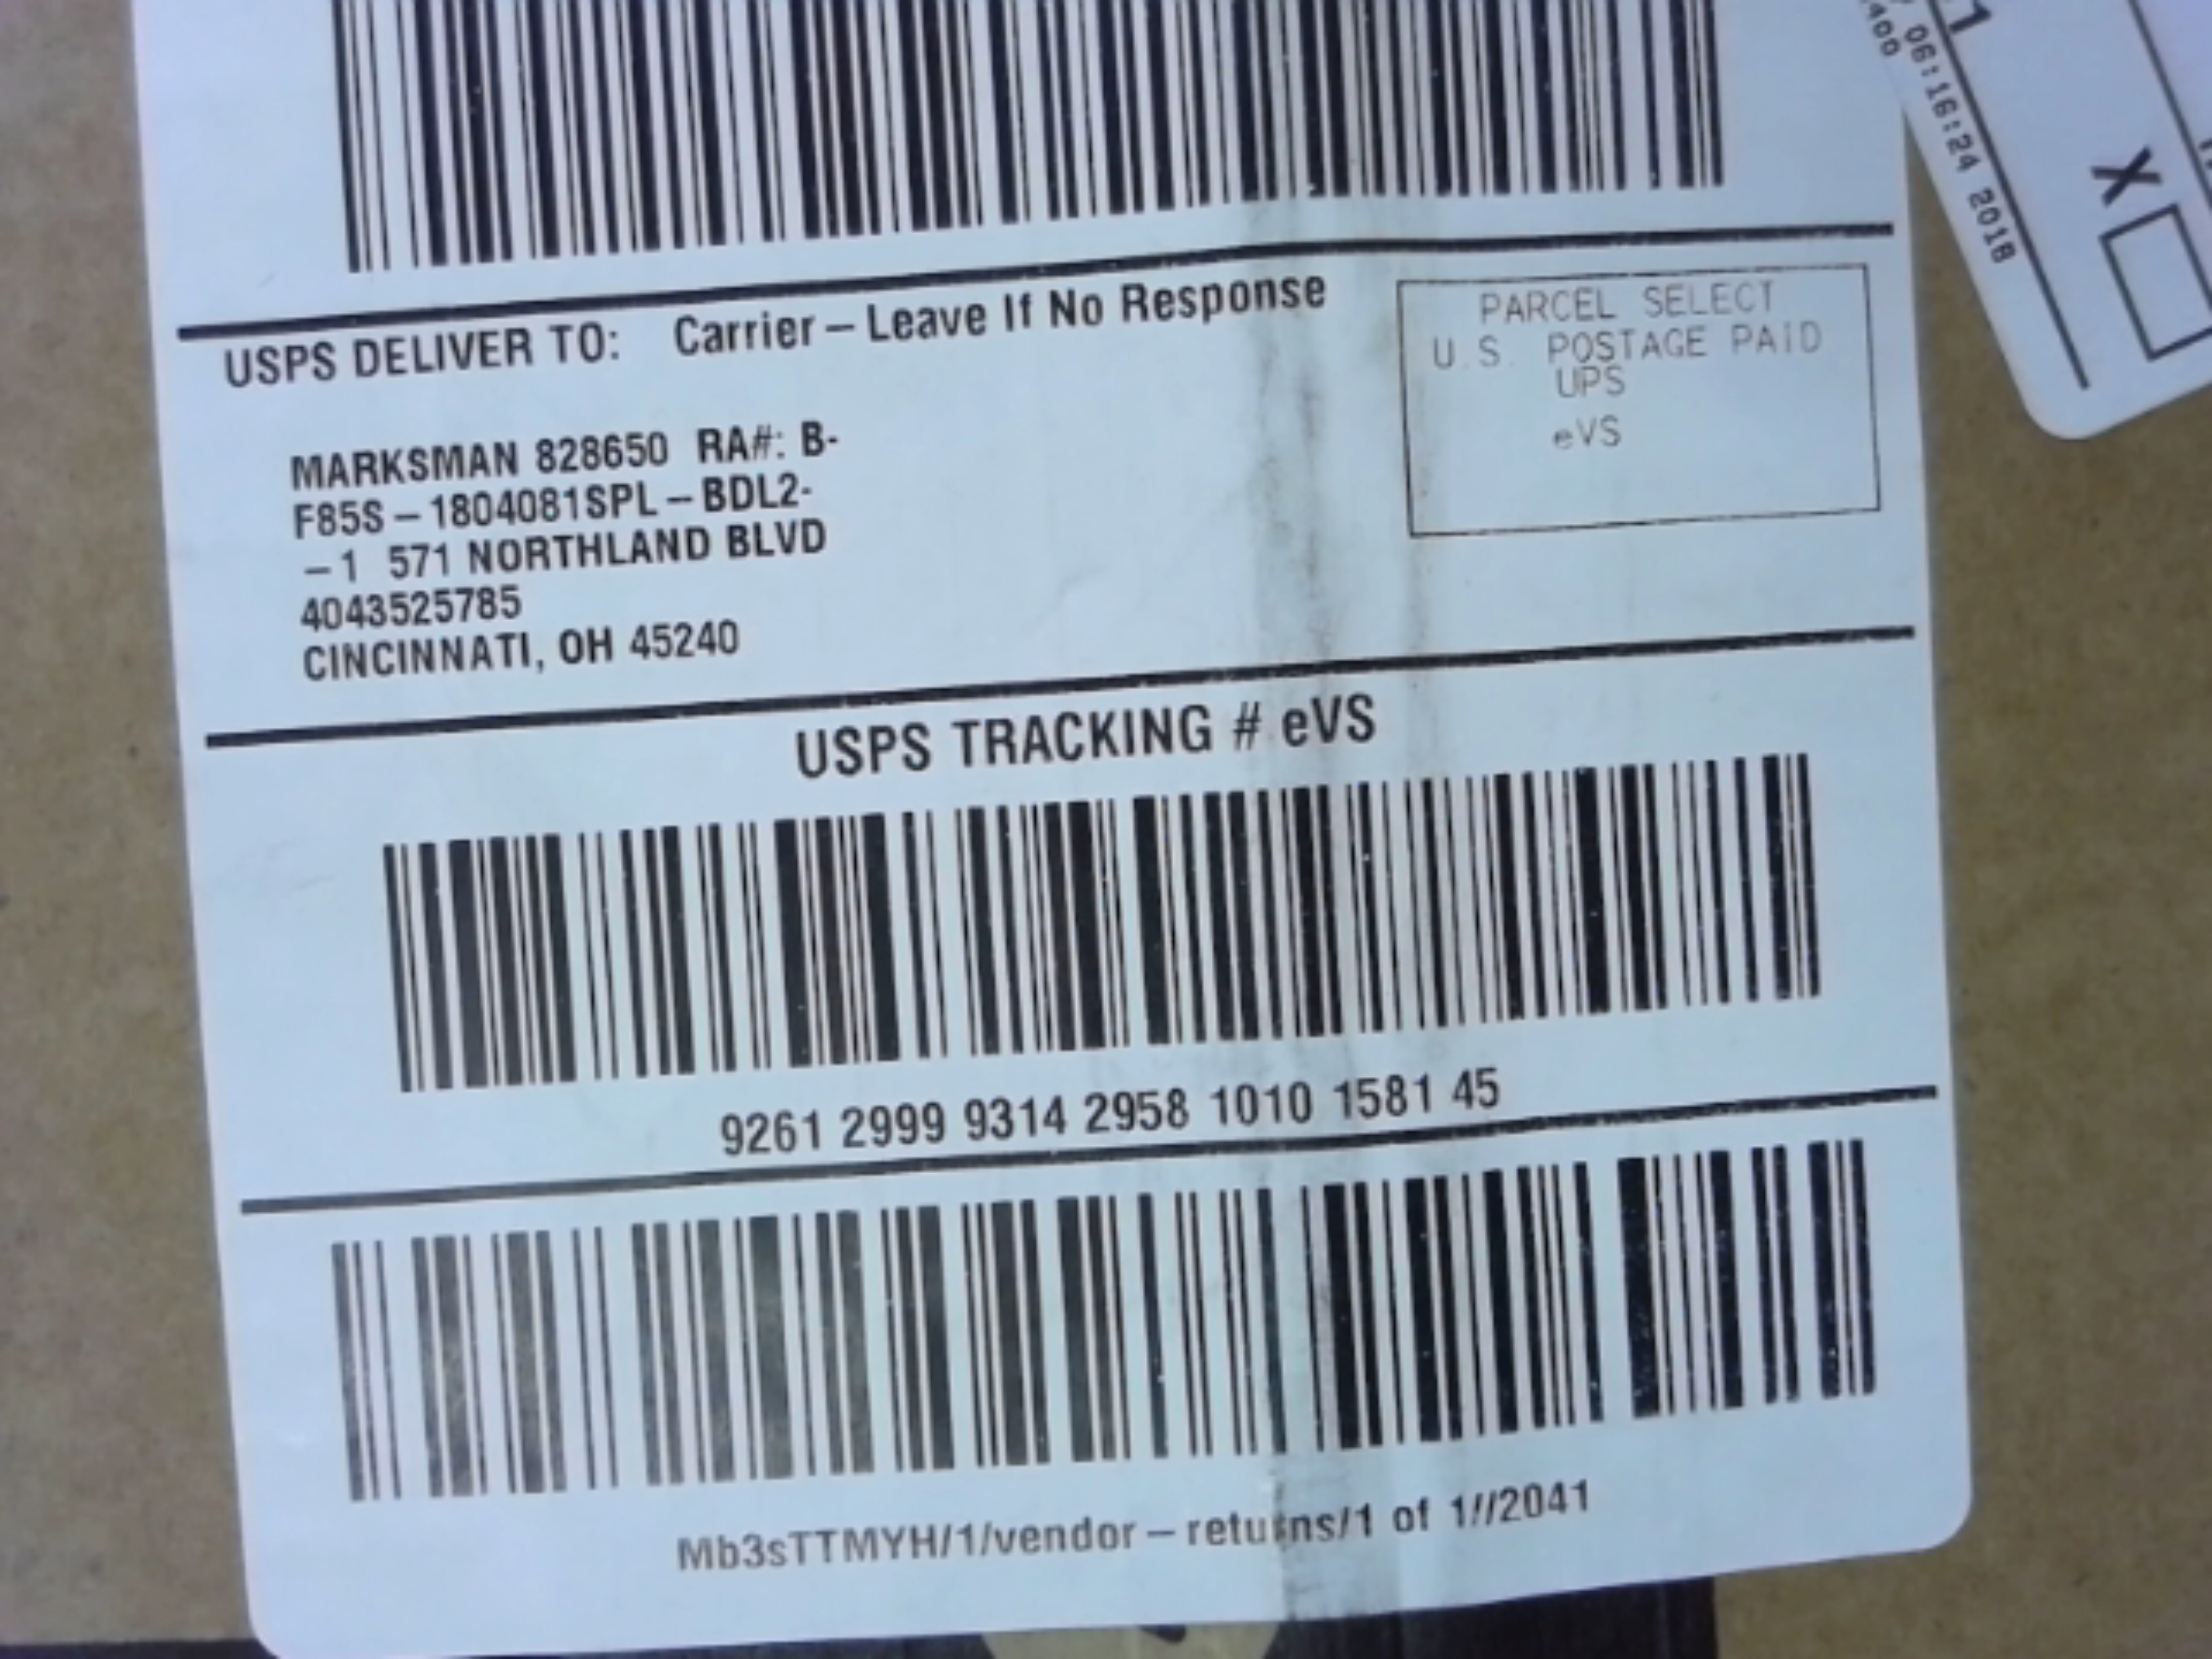 USPS DELIVER TO: Carrier – Leave If No Response
PARCEL SELECT
U.S. POSTAGE PAID
UPS
eVS
MARKSMAN 828650 RA#: B-
F85S – 1804081SPL – BDL2-
– 1 571 NORTHLAND BLVD
4043525785
CINCINNATI, OH 45240
USPS TRACKING # eVS
9261 2999 9314 2958 1010 1581 45
Mb3sTTMYH/1/vendor – returns/1 of 1//2041
06:16:24 2018
X